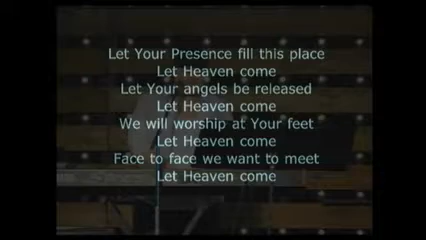 Let Your Presence fill this place
Let Heaven come
Let Your angels be released
Let Heaven come
We will worship at Your feet
Let Heaven come
Face to face we want to meet
Let Heaven come